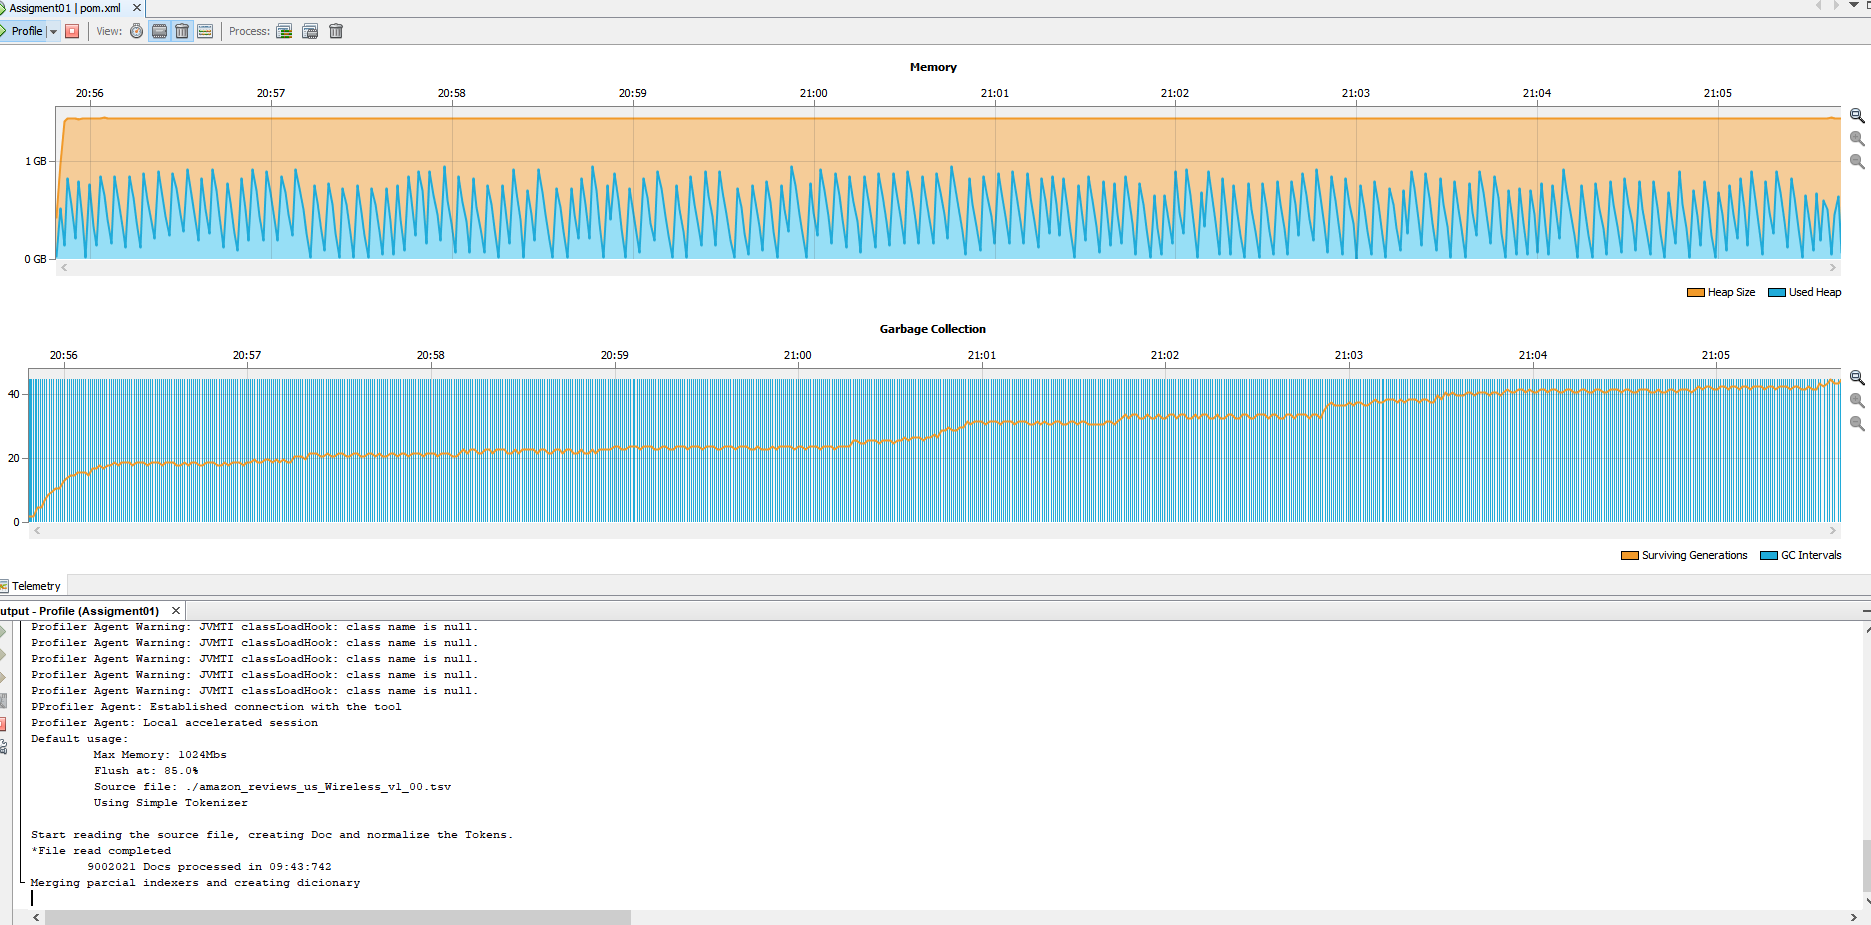 Assigment01 | pom.xml
Profile View: Process:
Memory
20:56 20:57 20:58 20:59 21:00 21:01 21:02 21:03 21:04 21:05
1 GB
0 GB
Heap Size Used Heap
Garbage Collection
20:56 20:57 20:58 20:59 21:00 21:01 21:02 21:03 21:04 21:05
40
20
0
Surviving Generations GC Intervals
Telemetry
utput - Profile (Assigment01)
Profiler Agent Warning: JVMTI classLoadHook: class name is null.
Profiler Agent Warning: JVMTI classLoadHook: class name is null.
Profiler Agent Warning: JVMTI classLoadHook: class name is null.
Profiler Agent Warning: JVMTI classLoadHook: class name is null.
Profiler Agent Warning: JVMTI classLoadHook: class name is null.
PProfiler Agent: Established connection with the tool
Profiler Agent: Local accelerated session
Default usage:
Max Memory: 1024Mbs
Flush at: 85.0%
Source file: ./amazon_reviews_us_Wireless_v1_00.tsv
Using Simple Tokenizer
Start reading the source file, creating Doc and normalize the Tokens.
*File read completed
9002021 Docs processed in 09:43:742
Merging parcial indexers and creating dicionary